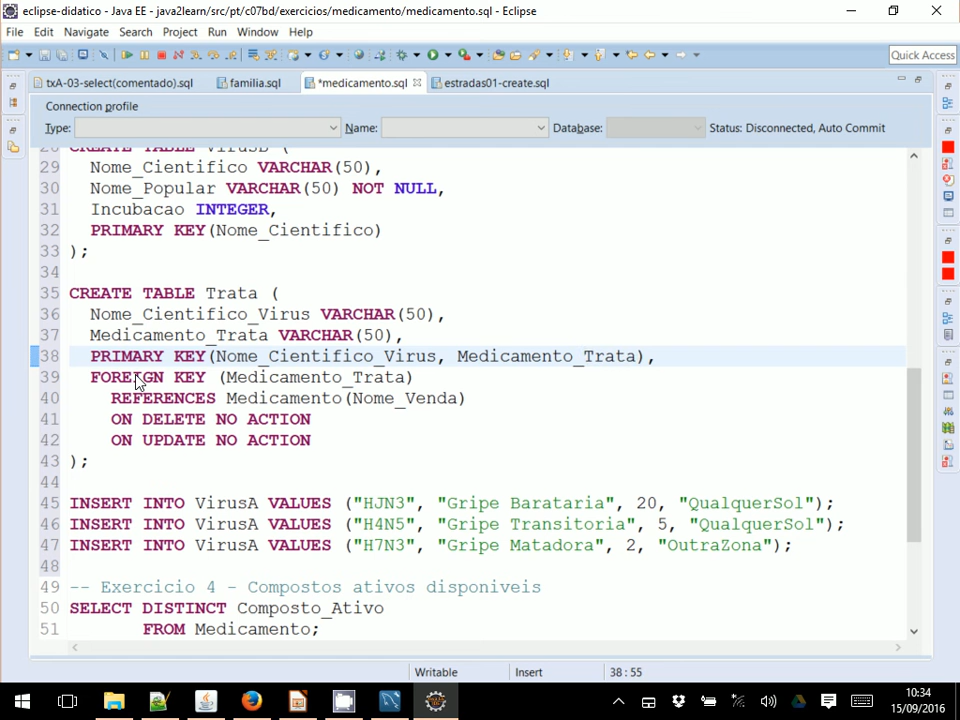 eclipse-didatico - Java EE - java2learn/src/pt/c07bd/exercicios/medicamento/medicamento.sql - Eclipse
File Edit Navigate Search Project Run Window Help
Quick Access
txA-03-select(comentado).sql familia.sql *medicamento.sql estradas01-create.sql
Connection profile
Type: Name: Database: Status: Disconnected, Auto Commit
28 CREATE TABLE VirusB (
29 Nome_Cientifico VARCHAR(50),
30 Nome_Popular VARCHAR(50) NOT NULL,
31 Incubacao INTEGER,
32 PRIMARY KEY(Nome_Cientifico)
33 );
34
35 CREATE TABLE Trata (
36 Nome_Cientifico_Virus VARCHAR(50),
37 Medicamento_Trata VARCHAR(50),
38 PRIMARY KEY(Nome_Cientifico_Virus, Medicamento_Trata),
39 FOREIGN KEY (Medicamento_Trata)
40 REFERENCES Medicamento(Nome_Venda)
41 ON DELETE NO ACTION
42 ON UPDATE NO ACTION
43 );
44
45 INSERT INTO VirusA VALUES ("HJN3", "Gripe Barataria", 20, "QualquerSol");
46 INSERT INTO VirusA VALUES ("H4N5", "Gripe Transitoria", 5, "QualquerSol");
47 INSERT INTO VirusA VALUES ("H7N3", "Gripe Matadora", 2, "OutraZona");
48
49 -- Exercicio 4 - Compostos ativos disponiveis
50 SELECT DISTINCT Composto_Ativo
51 FROM Medicamento;
Writable Insert 38:55
10:34
15/09/2016